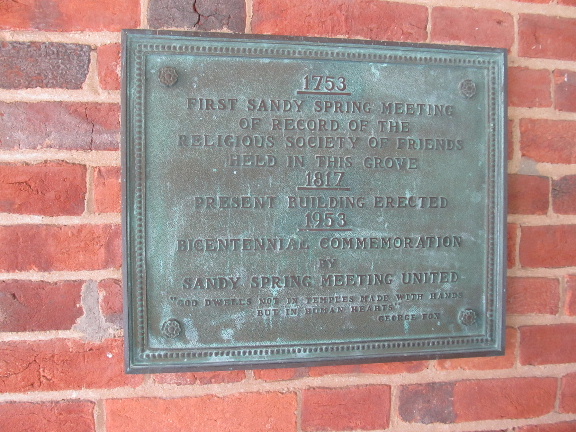 1753
FIRST SANDY SPRING MEETING
OF RECORD OF THE
RELIGIOUS SOCIETY OF FRIENDS
HELD IN THIS GROVE
1817
PRESENT BUILDING ERECTED
1953
BICENTENNIAL COMMEMORATION
BY
SANDY SPRING MEETING UNITED
"GOD DWELLS NOT IN TEMPLES MADE WITH HANDS
BUT IN HUMAN HEARTS"
GEORGE FOX